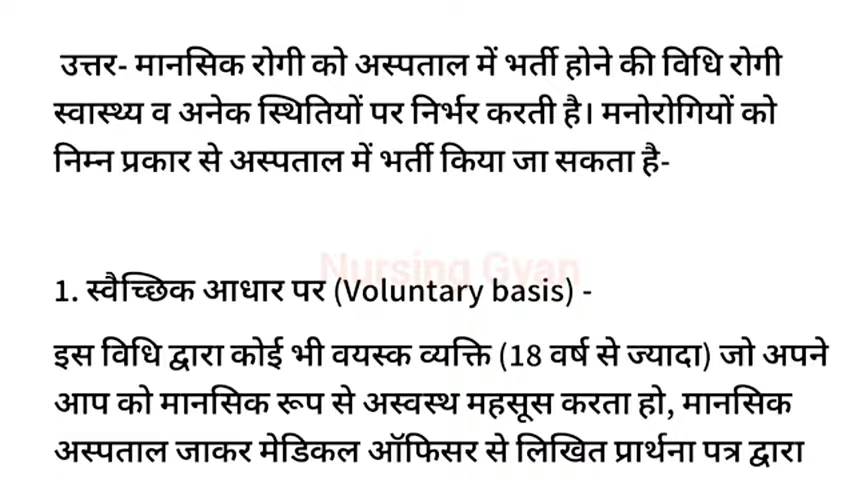 उत्तर- मानसिक रोगी को अस्पताल में भर्ती होने की विधि रोगी
स्वास्थ्य व अनेक स्थितियों पर निर्भर करती है। मनोरोगियों को
निम्न प्रकार से अस्पताल में भर्ती किया जा सकता है-
Nursing Gyan
1. स्वैच्छिक आधार पर (Voluntary basis) -
इस विधि द्वारा कोई भी वयस्क व्यक्ति (18 वर्ष से ज्यादा) जो अपने
आप को मानसिक रूप से अस्वस्थ महसूस करता हो, मानसिक
अस्पताल जाकर मेडिकल ऑफिसर से लिखित प्रार्थना पत्र द्वारा